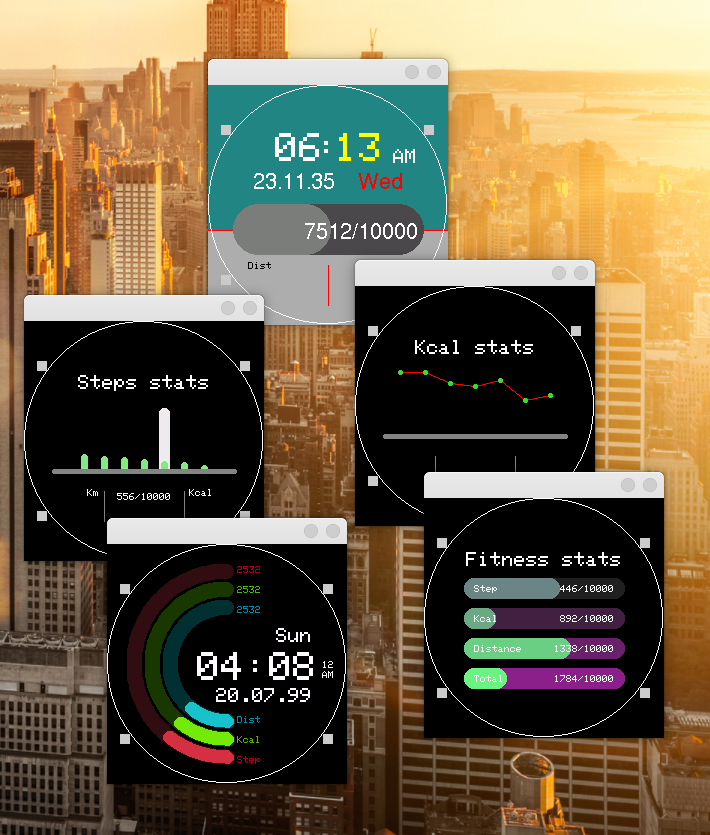 06:13 AM
23.11.35 Wed
7512/10000
Dist
Kcal stats
Steps stats
Km 556/10000 Kcal
Fitness stats
Step 446/10000
Kcal 892/10000
Distance 1338/10000
Total 1784/10000
2532
2532
2532
Sun
04:08 12 AM
20.07.99
Dist
Kcal
Step